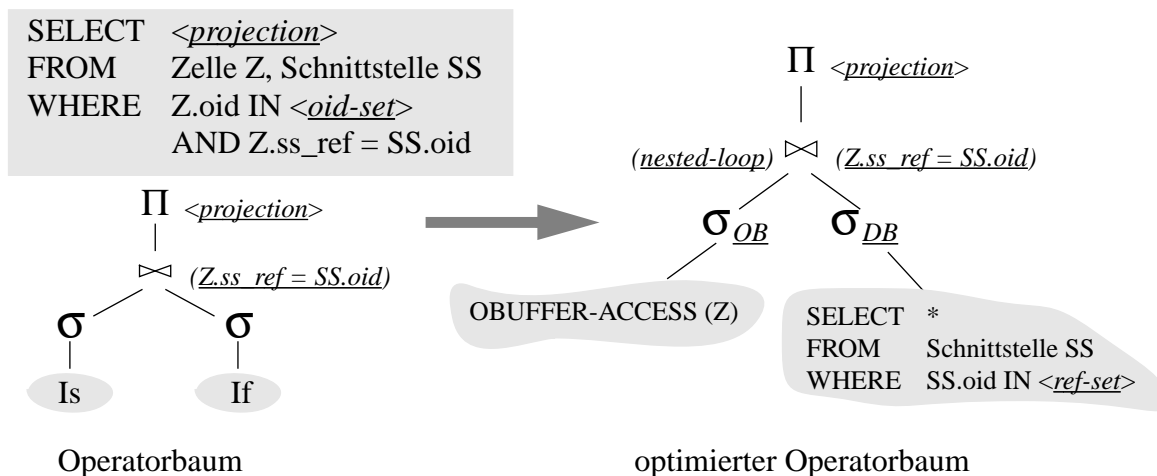 SELECT <projection>
FROM Zelle Z, Schnittstelle SS
WHERE Z.oid IN <oid-set>
AND Z.ss_ref = SS.oid
Π <projection>
⋈ (Z.ss_ref = SS.oid)
σ σ
Is If
Operatorbaum
Π <projection>
(nested-loop) ⋈ (Z.ss_ref = SS.oid)
σOB σDB
OBUFFER-ACCESS (Z)
SELECT *
FROM Schnittstelle SS
WHERE SS.oid IN <ref-set>
optimierter Operatorbaum